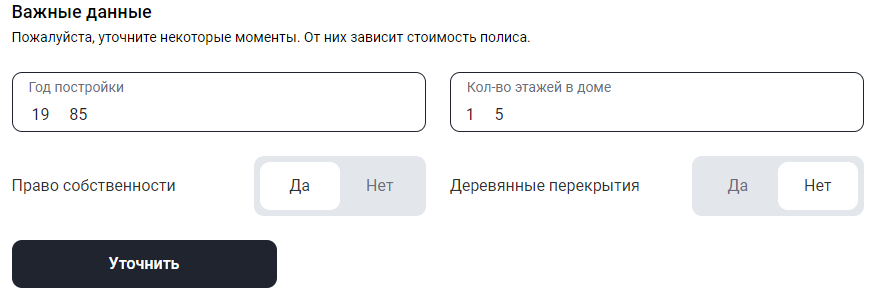 Важные данные
Пожалуйста, уточните некоторые моменты. От них зависит стоимость полиса.
Год постройки
19 85
Кол-во этажей в доме
1 5
Право собственности
Да Нет
Деревянные перекрытия
Да Нет
Уточнить